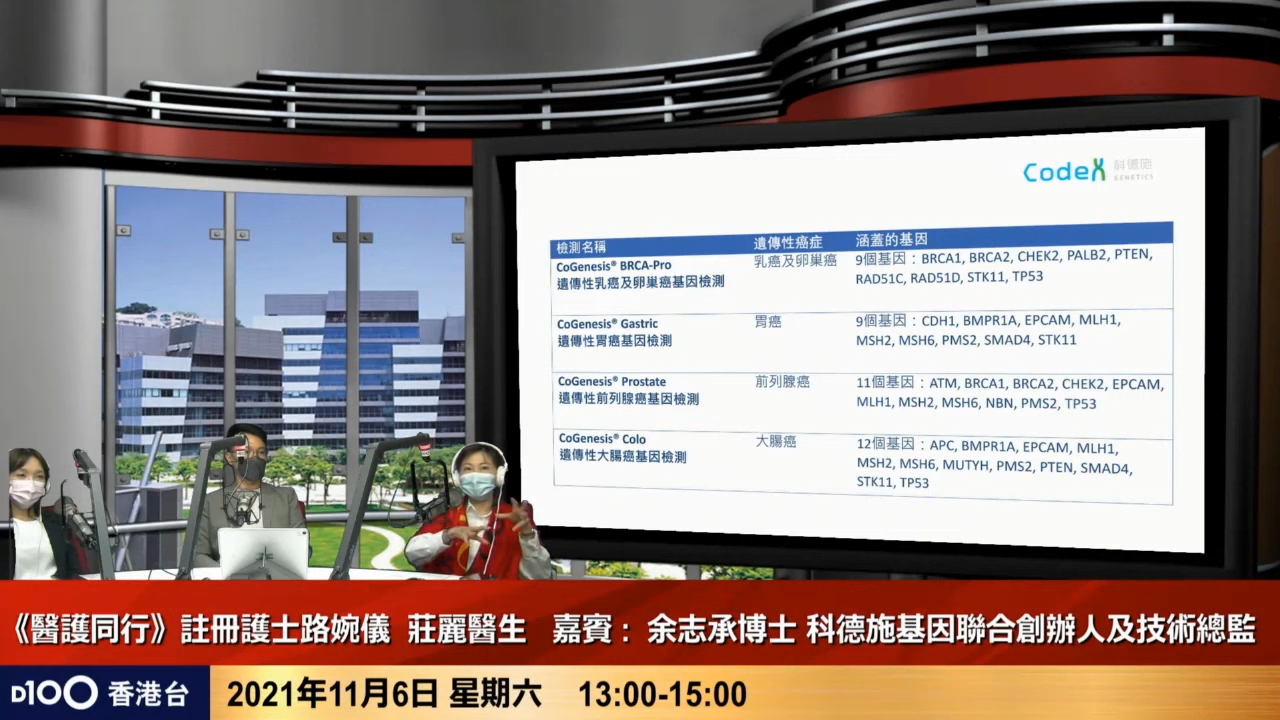 CodeX 科德施
GENETICS
檢測名稱 遺傳性癌症 涵蓋的基因
CoGenesis® BRCA-Pro 乳癌及卵巢癌 9個基因：BRCA1, BRCA2, CHEK2, PALB2, PTEN,
遺傳性乳癌及卵巢癌基因檢測 RAD51C, RAD51D, STK11, TP53
CoGenesis® Gastric 胃癌 9個基因：CDH1, BMPR1A, EPCAM, MLH1,
遺傳性胃癌基因檢測 MSH2, MSH6, PMS2, SMAD4, STK11
CoGenesis® Prostate 前列腺癌 11個基因：ATM, BRCA1, BRCA2, CHEK2, EPCAM,
遺傳性前列腺癌基因檢測 MLH1, MSH2, MSH6, NBN, PMS2, TP53
CoGenesis® Colo 大腸癌 12個基因：APC, BMPR1A, EPCAM, MLH1,
遺傳性大腸癌基因檢測 MSH2, MSH6, MUTYH, PMS2, PTEN, SMAD4,
STK11, TP53
《醫護同行》註冊護士路婉儀 莊麗醫生 嘉賓：余志承博士 科德施基因聯合創辦人及技術總監
D100 香港台 2021年11月6日 星期六 13:00-15:00